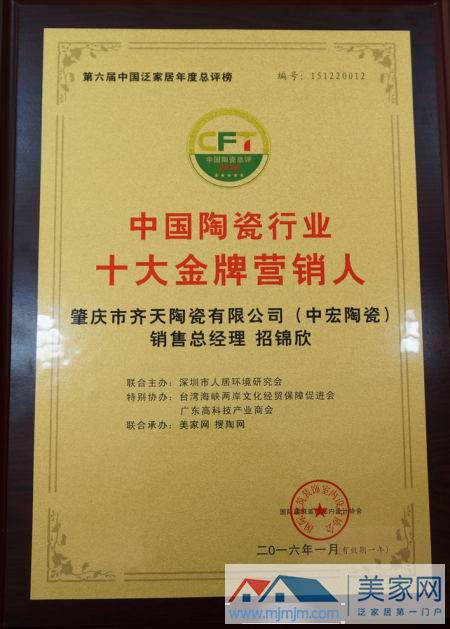 第六届中国泛家居年度总评榜 编号：151220012
CFT
中国陶瓷总评
中国陶瓷行业
十大金牌营销人
肇庆市齐天陶瓷有限公司（中宏陶瓷）
销售总经理 招锦欣
联合主办：深圳市人居环境研究会
特别协办：台湾海峡两岸文化经贸保障促进会
广东高科技产业商会
联合承办：美家网 搜陶网
二〇一六年一月(有效期一年)
美家网
www.mjmjm.com
泛家居第一门户